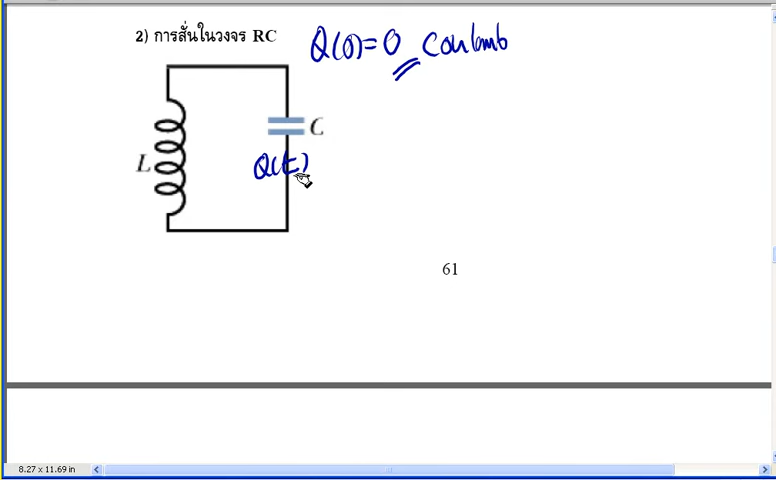 2) การสั่นในวงจร RC
Q(0)=0 Coulomb
C
L
Q(t)
61
8.27 x 11.69 in